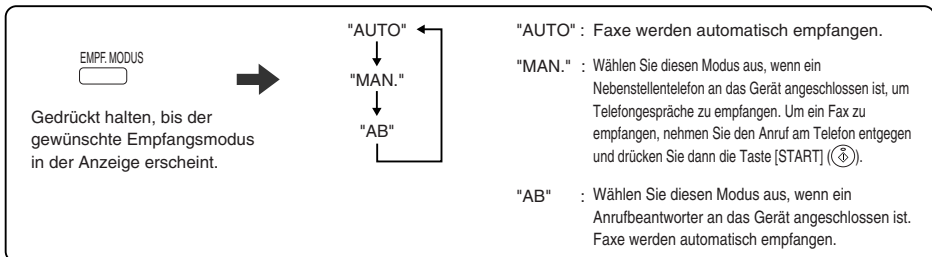 EMPF. MODUS
Gedrückt halten, bis der
gewünschte Empfangsmodus
in der Anzeige erscheint.
"AUTO"
"MAN."
"AB"
"AUTO" : Faxe werden automatisch empfangen.
"MAN." : Wählen Sie diesen Modus aus, wenn ein
Nebenstellentelefon an das Gerät angeschlossen ist, um
Telefongespräche zu empfangen. Um ein Fax zu
empfangen, nehmen Sie den Anruf am Telefon entgegen
und drücken Sie dann die Taste [START] ( ).
"AB" : Wählen Sie diesen Modus aus, wenn ein
Anrufbeantworter an das Gerät angeschlossen ist.
Faxe werden automatisch empfangen.